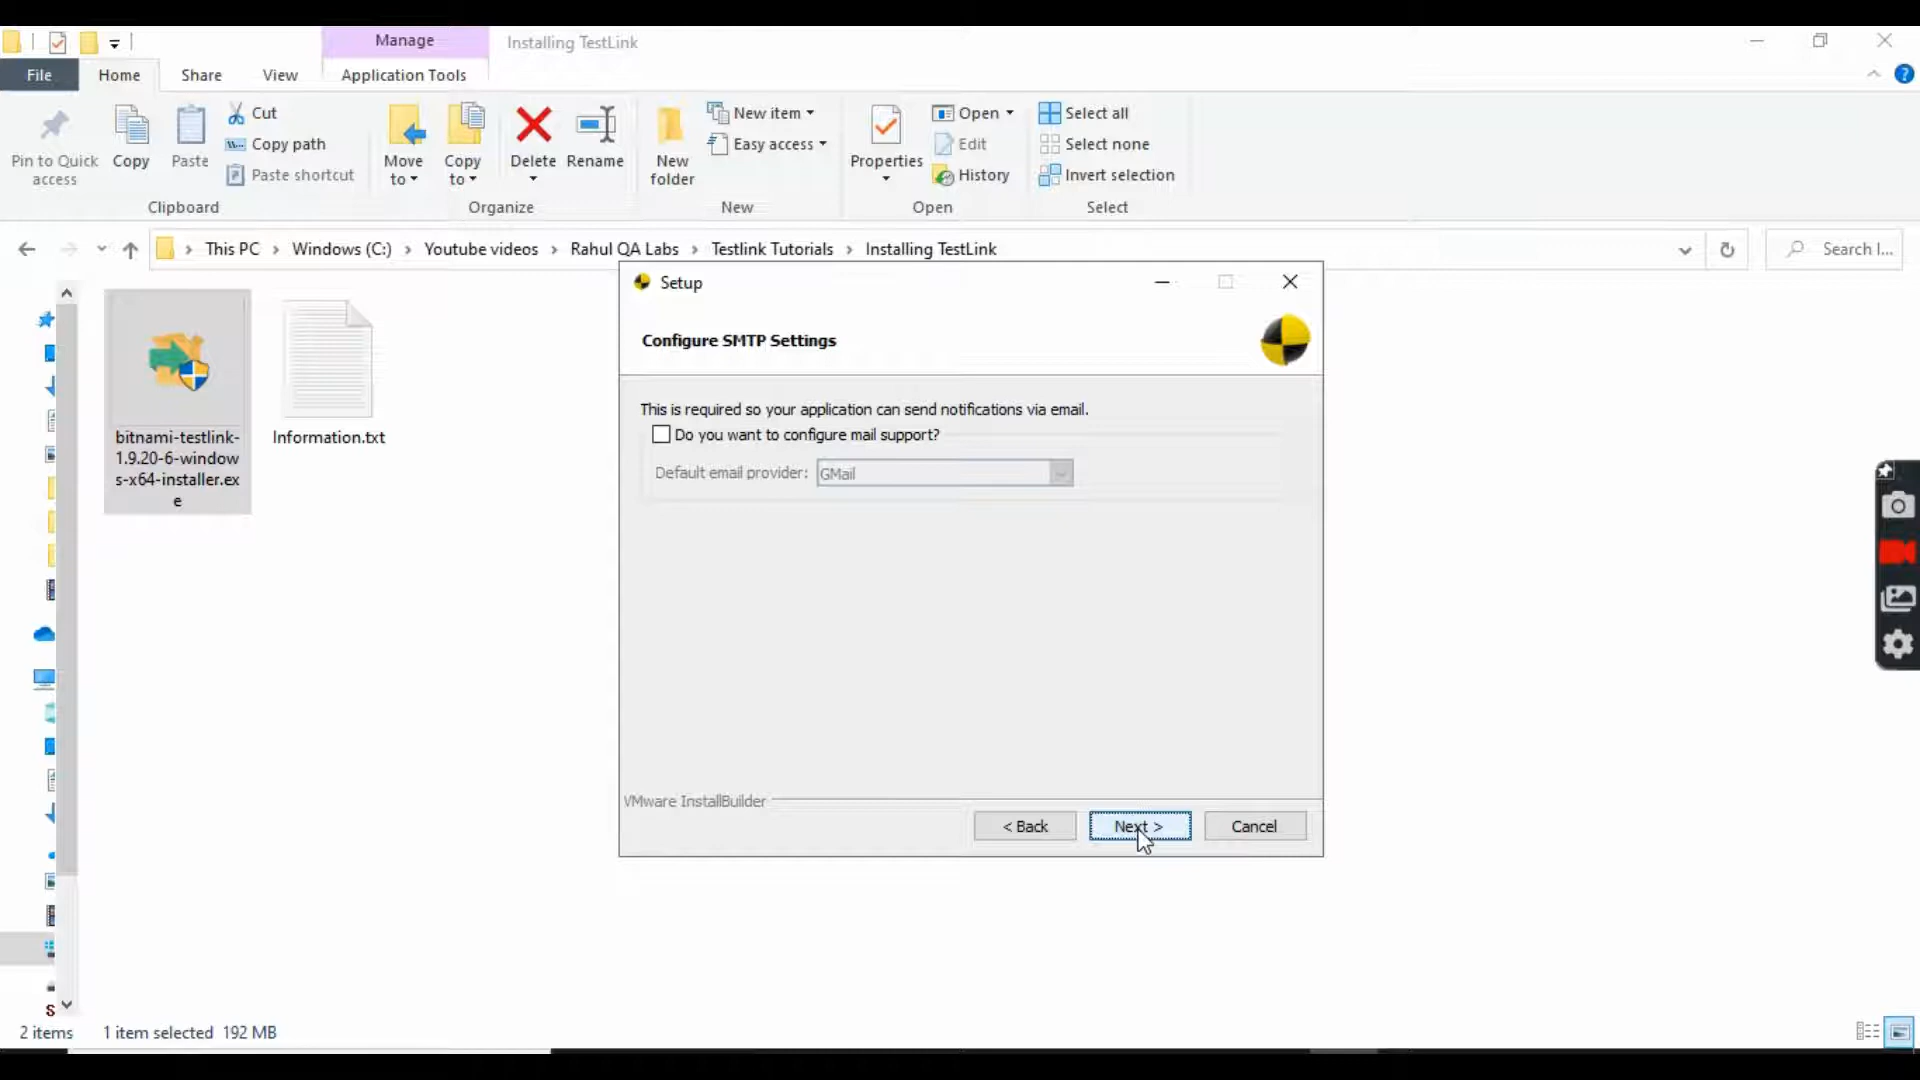 Manage
Installing TestLink
File
Home
Share
View
Application Tools
Pin to Quick
access
Copy
Paste
Cut
Copy path
Paste shortcut
Move
to
Copy
to
Delete
Rename
New
folder
New item
Easy access
Properties
Open
Edit
History
Select all
Select none
Invert selection
Clipboard
Organize
New
Open
Select
This PC > Windows (C:) > Youtube videos > Rahul QA Labs > Testlink Tutorials > Installing TestLink
Search I...
bitnami-testlink-
1.9.20-6-window
s-x64-installer.ex
e
Information.txt
Setup
Configure SMTP Settings
This is required so your application can send notifications via email.
Do you want to configure mail support?
Default email provider: GMail
VMware InstallBuilder
< Back
Next >
Cancel
S
2 items
1 item selected 192 MB